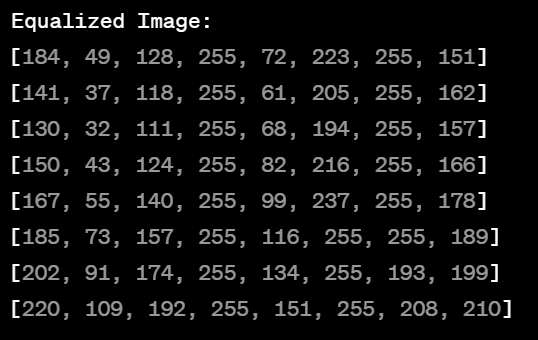 Equalized Image:
[184, 49, 128, 255, 72, 223, 255, 151]
[141, 37, 118, 255, 61, 205, 255, 162]
[130, 32, 111, 255, 68, 194, 255, 157]
[150, 43, 124, 255, 82, 216, 255, 166]
[167, 55, 140, 255, 99, 237, 255, 178]
[185, 73, 157, 255, 116, 255, 255, 189]
[202, 91, 174, 255, 134, 255, 193, 199]
[220, 109, 192, 255, 151, 255, 208, 210]